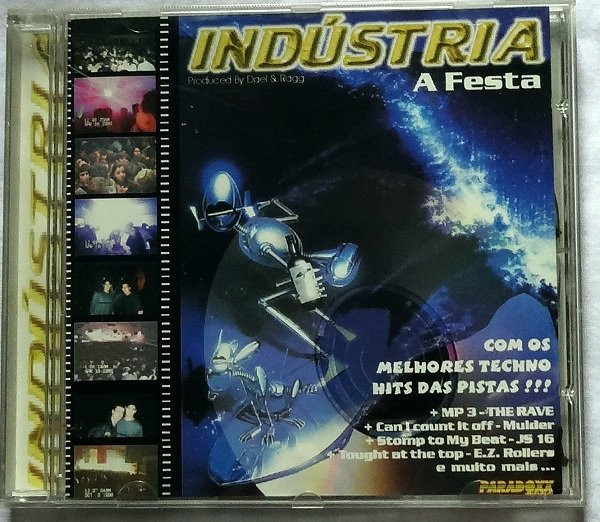 INDÚSTRIA
INDÚSTRIA
Produced By Dael & Ragg
A Festa
COM OS
MELHORES TECHNO
HITS DAS PISTAS !!!
+ MP 3 - THE RAVE
+ Can I count it off - Mulder
+ Stomp to My Beat - JS 16
+ Tought at the top - E.Z. Rollers
e muito mais ...
PARADOXX